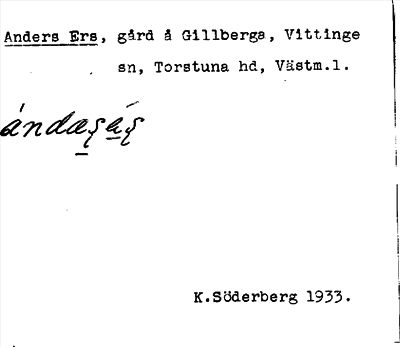 Anders Ers, gård å Gillberga, Vittinge
sn, Torstuna hd, Västm.l.
K.Söderberg 1933.